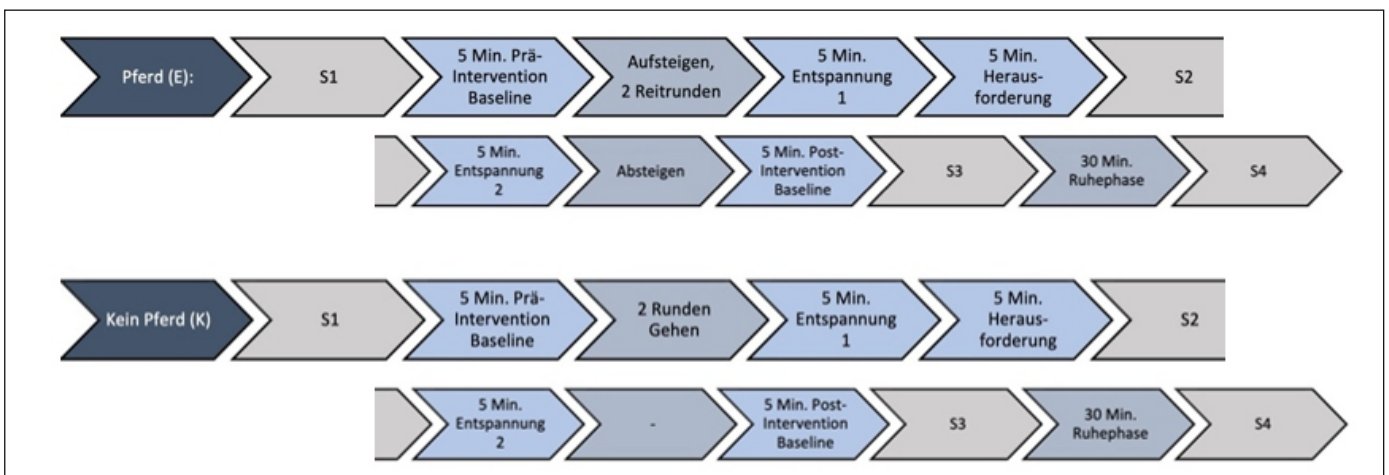 Pferd (E):
S1
5 Min. Prä-
Intervention
Baseline
Aufsteigen,
2 Reitrunden
5 Min.
Entspannung
1
5 Min.
Heraus-
forderung
S2
5 Min.
Entspannung
2
Absteigen
5 Min. Post-
Intervention
Baseline
S3
30 Min.
Ruhephase
S4
Kein Pferd (K)
S1
5 Min. Prä-
Intervention
Baseline
2 Runden
Gehen
5 Min.
Entspannung
1
5 Min.
Heraus-
forderung
S2
5 Min.
Entspannung
2
-
5 Min. Post-
Intervention
Baseline
S3
30 Min.
Ruhephase
S4